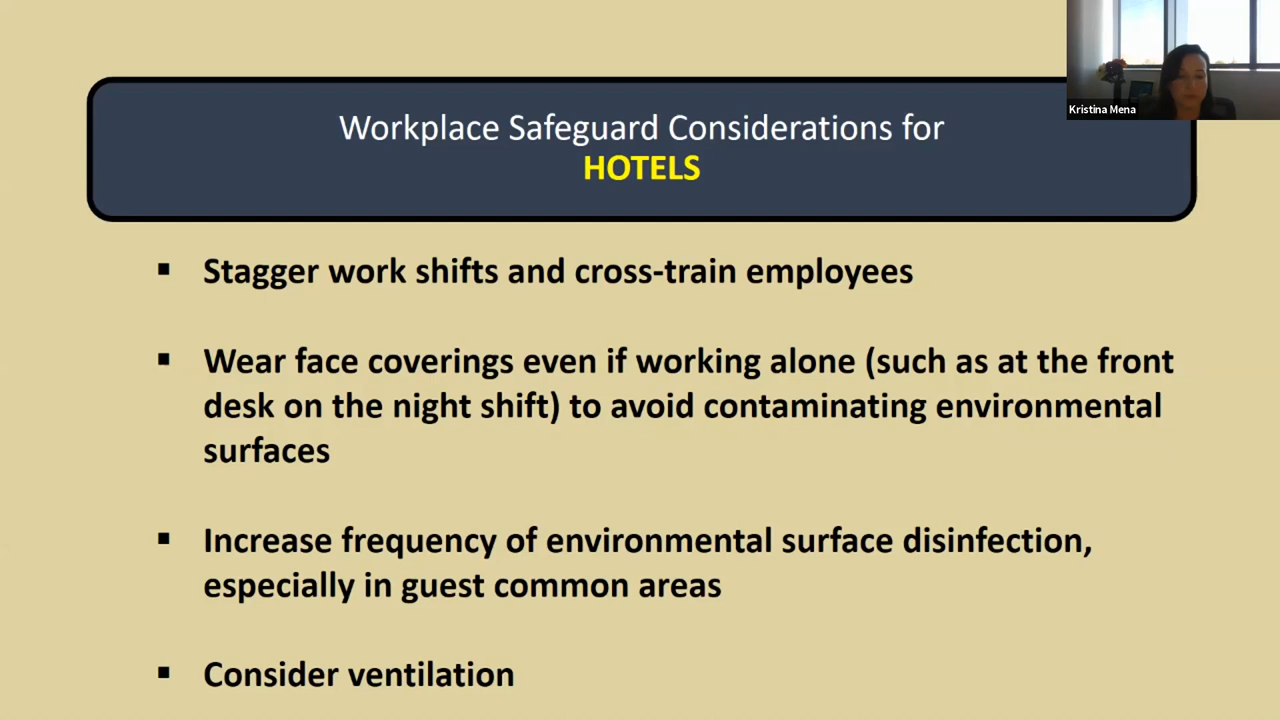 Kristina Mena
Workplace Safeguard Considerations for
HOTELS
▪ Stagger work shifts and cross-train employees
▪ Wear face coverings even if working alone (such as at the front
desk on the night shift) to avoid contaminating environmental
surfaces
▪ Increase frequency of environmental surface disinfection,
especially in guest common areas
▪ Consider ventilation